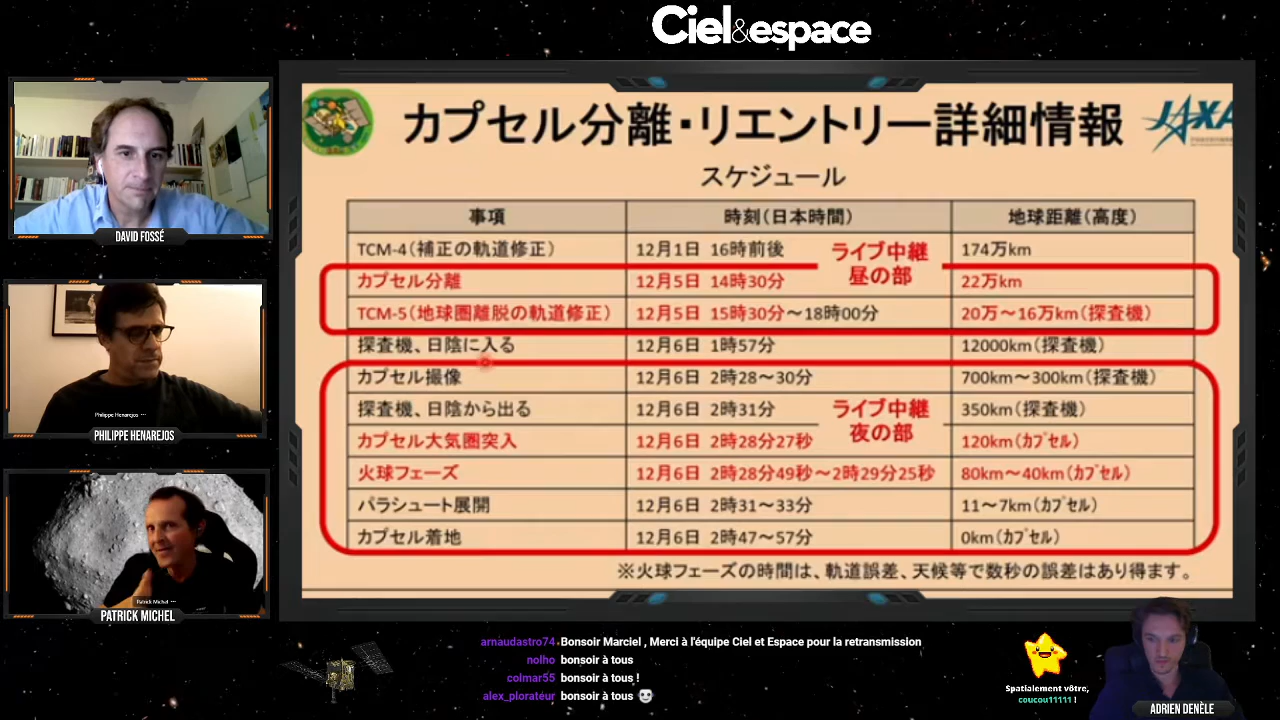 Ciel&espace
カプセル分離・リエントリー詳細情報
JAXA
スケジュール
事項 時刻(日本時間) 地球距離(高度)
TCM-4(補正の軌道修正) 12月1日 16時前後 174万km
ライブ中継
昼の部
カプセル分離 12月5日 14時30分 22万km
TCM-5(地球圏離脱の軌道修正) 12月5日 15時30分～18時00分 20万～16万km(探査機)
探査機、日陰に入る 12月6日 1時57分 12000km(探査機)
カプセル撮像 12月6日 2時28～30分 700km～300km(探査機)
探査機、日陰から出る 12月6日 2時31分 350km(探査機)
ライブ中継
夜の部
カプセル大気圏突入 12月6日 2時28分27秒 120km(カプセル)
火球フェーズ 12月6日 2時28分49秒～2時29分25秒 80km～40km(カプセル)
パラシュート展開 12月6日 2時31～33分 11～7km(カプセル)
カプセル着地 12月6日 2時47～57分 0km(カプセル)
※火球フェーズの時間は、軌道誤差、天候等で数秒の誤差はあり得ます。
DAVID FOSSÉ
Philippe Henarejos
PHILIPPE HENAREJOS
Patrick Michel
PATRICK MICHEL
arnaudastro74 Bonsoir Marciel , Merci à l'équipe Ciel et Espace pour la retransmission
nolho bonsoir à tous
colmar55 bonsoir à tous !
alex_plorateur bonsoir à tous
Spatialement vôtre,
coucou11111 !
ADRIEN DENÈLE